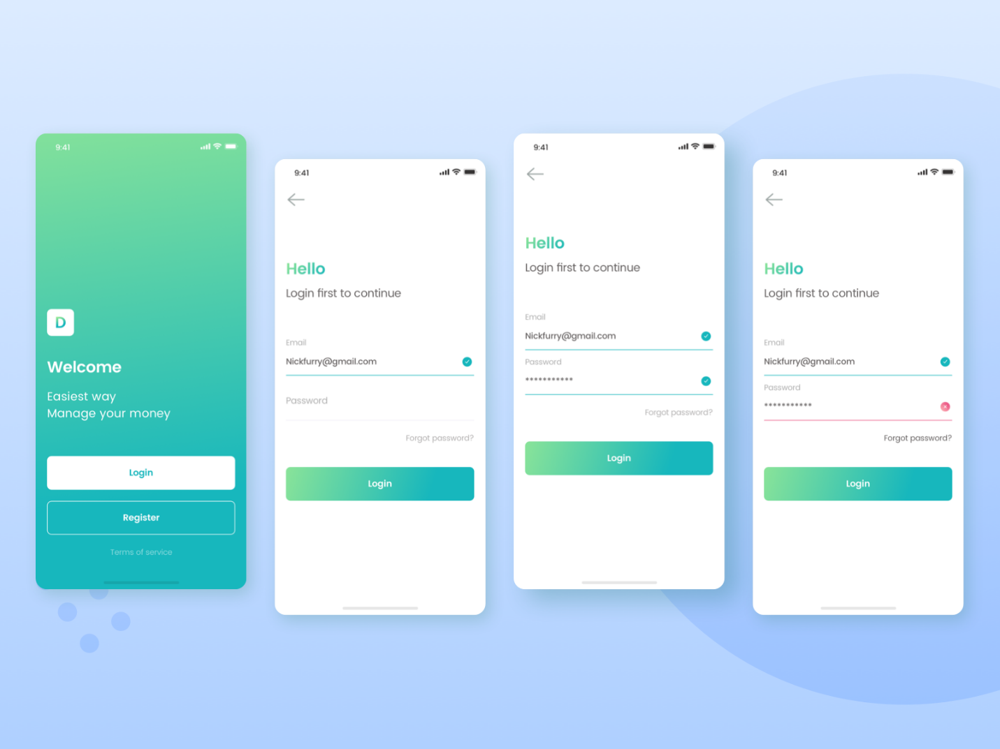 9:41
D
Welcome
Easiest way
Manage your money
Login
Register
Terms of service
9:41
Hello
Login first to continue
Email
Nickfurry@gmail.com
Password
Forgot password?
Login
9:41
Hello
Login first to continue
Email
Nickfurry@gmail.com
Password
***********
Forgot password?
Login
9:41
Hello
Login first to continue
Email
Nickfurry@gmail.com
Password
***********
Forgot password?
Login